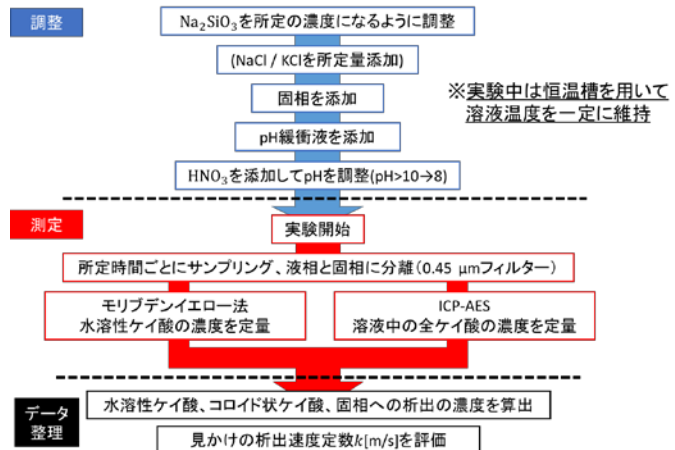 調整
Na₂SiO₃を所定の濃度になるように調整
(NaCl / KClを所定量添加)
固相を添加
pH緩衝液を添加
HNO₃を添加してpHを調整(pH>10→8)
※実験中は恒温槽を用いて
溶液温度を一定に維持
測定
実験開始
所定時間ごとにサンプリング、液相と固相に分離(0.45 μmフィルター)
モリブデンイエロー法
水溶性ケイ酸の濃度を定量
ICP-AES
溶液中の全ケイ酸の濃度を定量
データ
整理
水溶性ケイ酸、コロイド状ケイ酸、固相への析出の濃度を算出
見かけの析出速度定数k[m/s]を評価